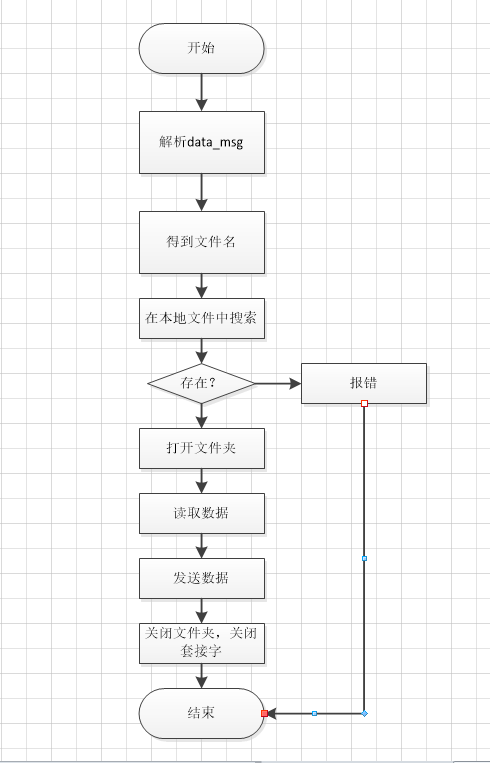 开始
解析data_msg
得到文件名
在本地文件中搜索
存在？
报错
打开文件夹
读取数据
发送数据
关闭文件夹，关闭
套接字
结束